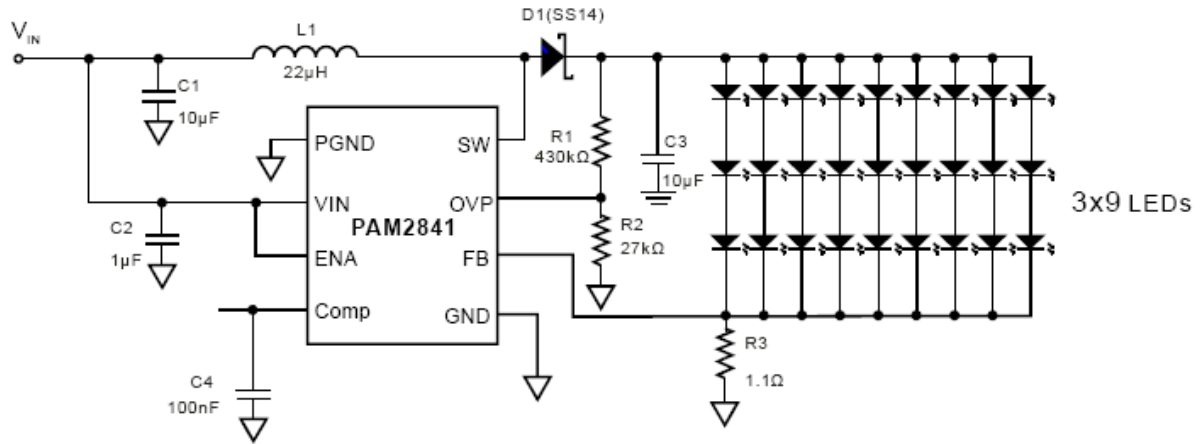 D1(SS14)
V_IN
L1
22μH
C1
10μF
PGND
SW
R1
430kΩ
C3
10μF
VIN
OVP
3x9 LEDs
PAM2841
C2
1μF
R2
27kΩ
ENA
FB
Comp
GND
R3
1.1Ω
C4
100nF